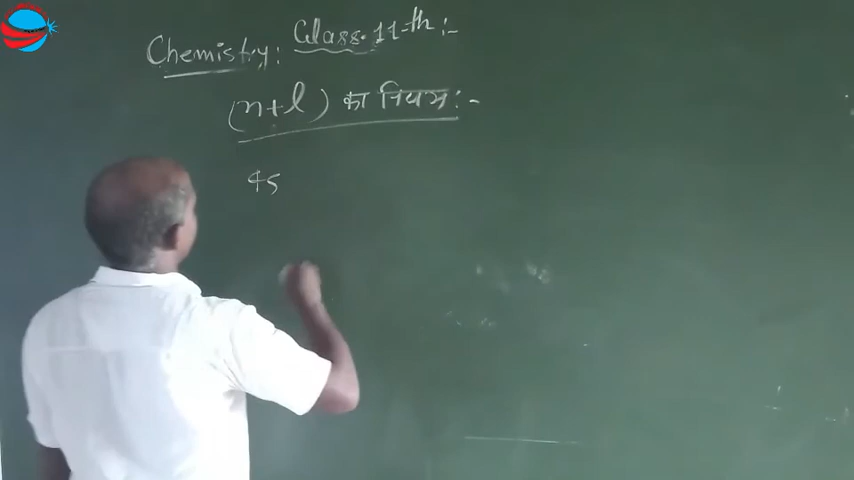 Chemistry: Class. 11-th :-
(n+l) का नियम :-
4s